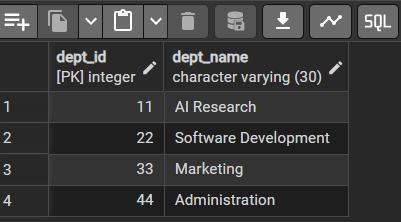 SQL
dept_id dept_name
[PK] integer character varying (30)
1 11 AI Research
2 22 Software Development
3 33 Marketing
4 44 Administration